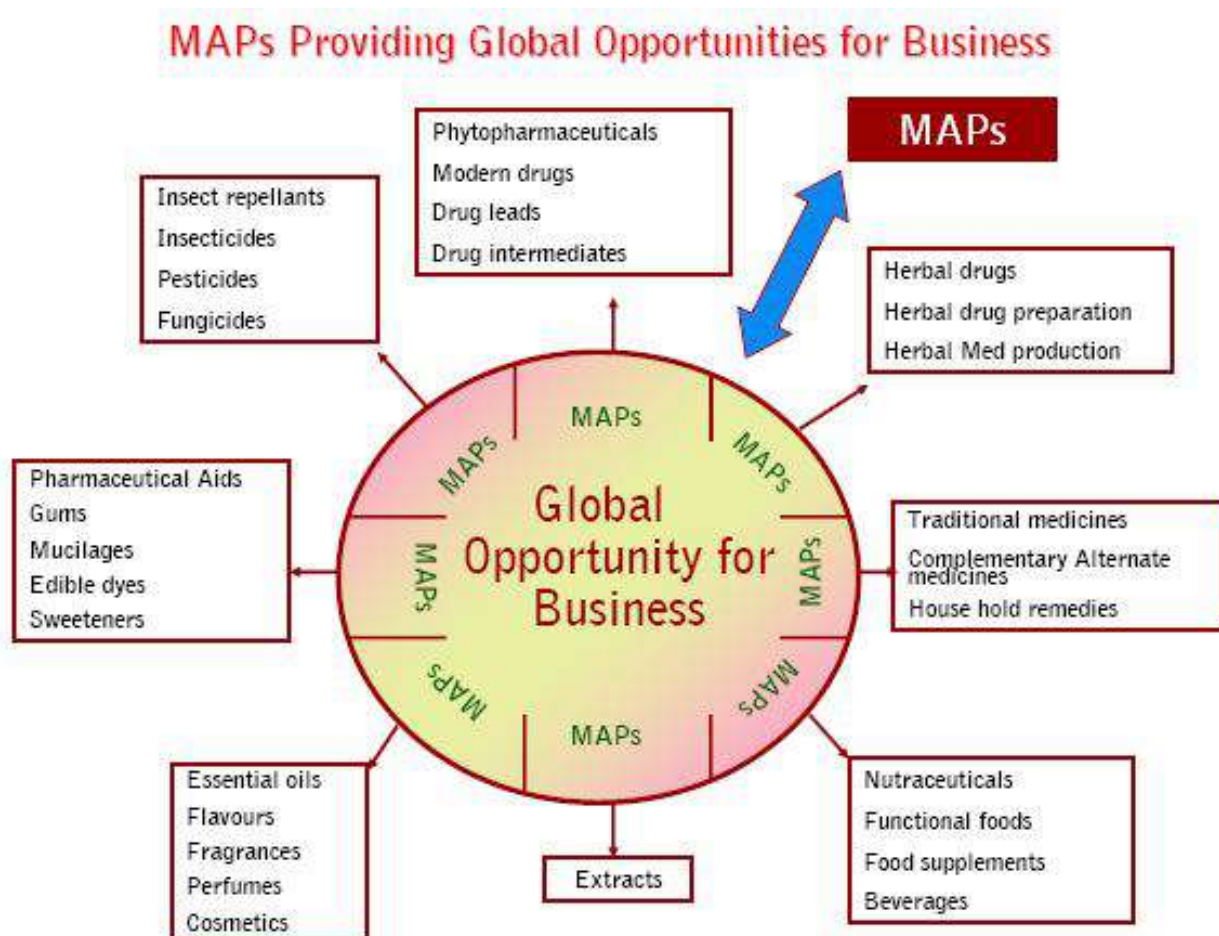 MAPs Providing Global Opportunities for Business
MAPs
Phytopharmaceuticals
Modern drugs
Drug leads
Drug intermediates
Insect repellants
Insecticides
Pesticides
Fungicides
Herbal drugs
Herbal drug preparation
Herbal Med production
Pharmaceutical Aids
Gums
Mucilages
Edible dyes
Sweeteners
MAPs
MAPs
MAPs
MAPs
MAPs
MAPs
MAPs
MAPs
Global
Opportunity for
Business
Traditional medicines
Complementary Alternate
medicines
House hold remedies
Essential oils
Flavours
Fragrances
Perfumes
Cosmetics
Extracts
Nutraceuticals
Functional foods
Food supplements
Beverages